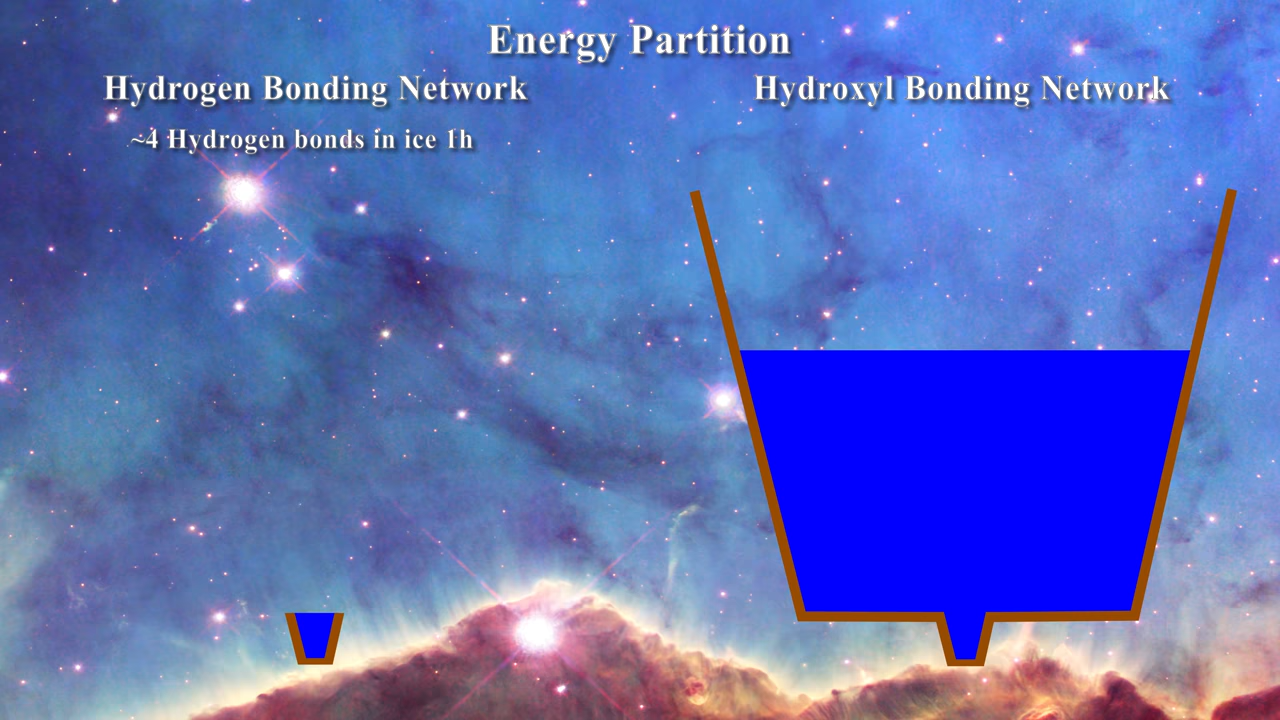 Energy Partition
Hydrogen Bonding Network
Hydroxyl Bonding Network
~4 Hydrogen bonds in ice 1h